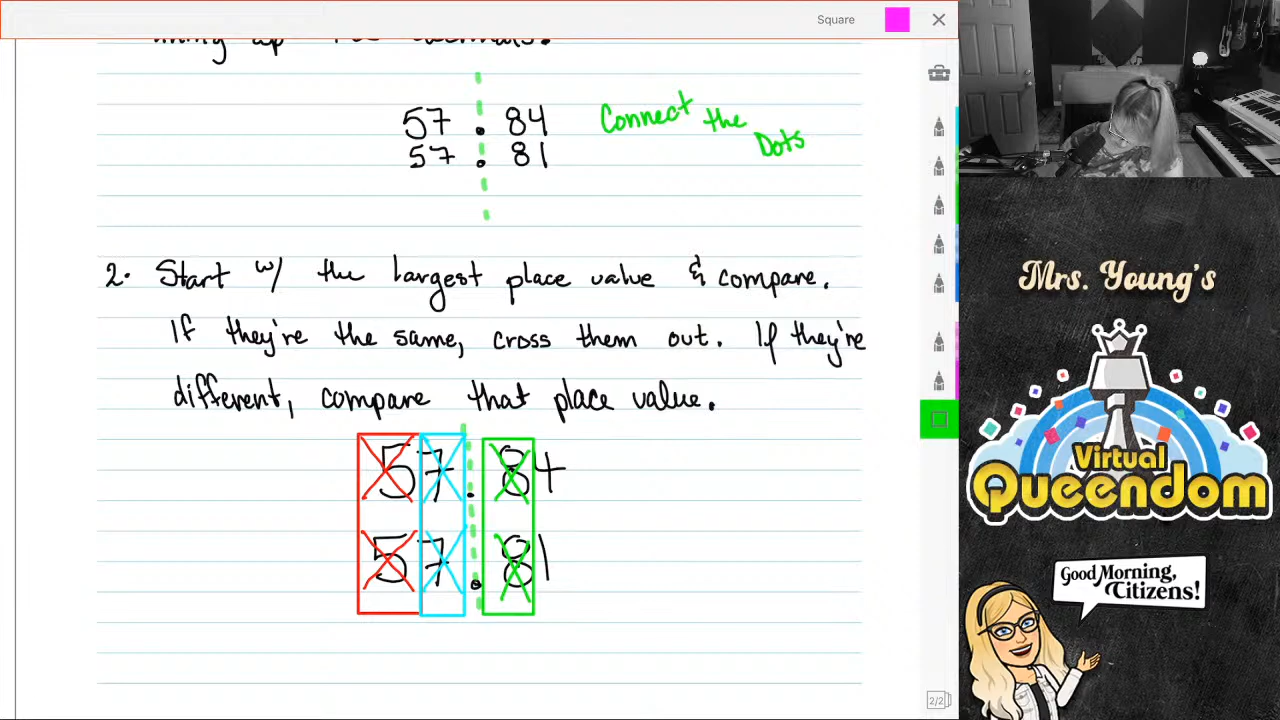 Square
57.84
57.81
Connect the Dots
2. Start w/ the largest place value & compare.
If they're the same, cross them out. If they're
different, compare that place value.
57.84
57.81
2/2
Mrs. Young's
Virtual
Queendom
Good Morning,
Citizens!